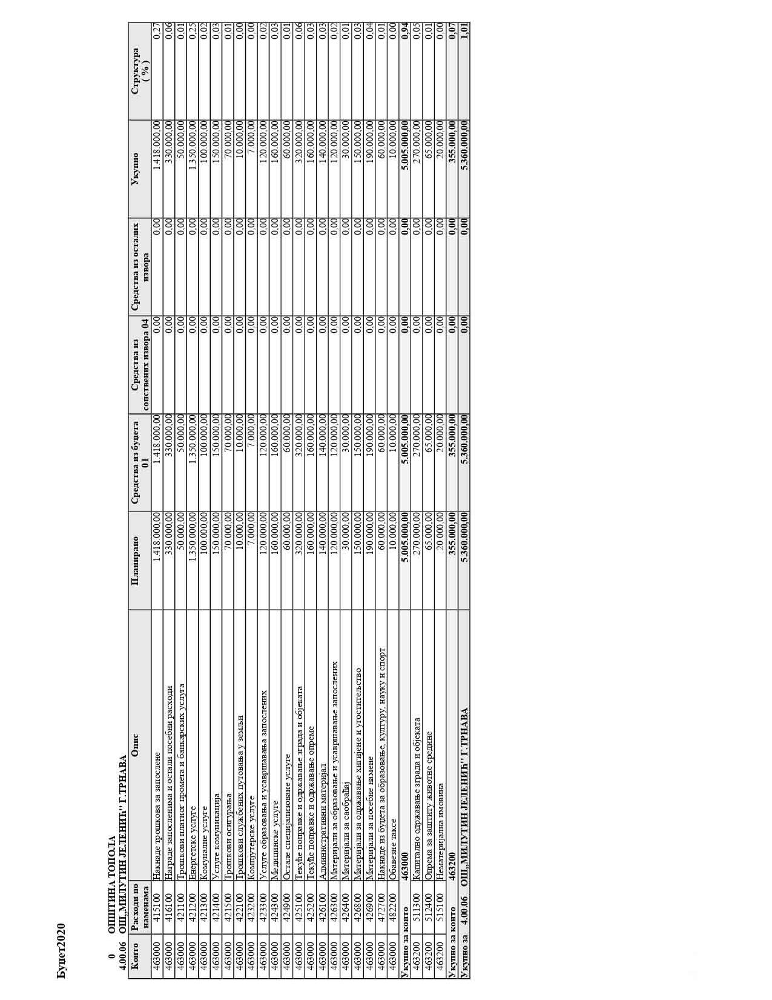 Буџет2020
0 ОПШТИНА ТОПОЛА
4.00.06 ОШ,,МИЛУТИН ЈЕЛЕНИЋ'' Г.ТРНАВА
Конто Расходи по наменама Опис Планирано Средства из буџета 01 Средства из сопствених извора 04 Средства из осталих извора Укупно Структура ( % )
463000 415100 Накнаде трошкова за запослене 1.418.000,00 1.418.000,00 0,00 0,00 1.418.000,00 0,27
463000 416100 Награде запосленима и остали посебни расходи 330.000,00 330.000,00 0,00 0,00 330.000,00 0,06
463000 421100 Трошкови платног промета и банкарских услуга 50.000,00 50.000,00 0,00 0,00 50.000,00 0,01
463000 421200 Енергетске услуге 1.350.000,00 1.350.000,00 0,00 0,00 1.350.000,00 0,25
463000 421300 Комуналне услуге 100.000,00 100.000,00 0,00 0,00 100.000,00 0,02
463000 421400 Услуге комуникација 150.000,00 150.000,00 0,00 0,00 150.000,00 0,03
463000 421500 Трошкови осигурања 70.000,00 70.000,00 0,00 0,00 70.000,00 0,01
463000 422100 Трошкови службених путовања у земљи 10.000,00 10.000,00 0,00 0,00 10.000,00 0,00
463000 423200 Компјутерске услуге 7.000,00 7.000,00 0,00 0,00 7.000,00 0,00
463000 423300 Услуге образовања и усавршавања запослених 120.000,00 120.000,00 0,00 0,00 120.000,00 0,02
463000 424300 Медицинске услуге 160.000,00 160.000,00 0,00 0,00 160.000,00 0,03
463000 424900 Остале специјализоване услуге 60.000,00 60.000,00 0,00 0,00 60.000,00 0,01
463000 425100 Текуће поправке и одржавање зграда и објеката 320.000,00 320.000,00 0,00 0,00 320.000,00 0,06
463000 425200 Текуће поправке и одржавање опреме 160.000,00 160.000,00 0,00 0,00 160.000,00 0,03
463000 426100 Административни материјал 140.000,00 140.000,00 0,00 0,00 140.000,00 0,03
463000 426300 Материјали за образовање и усавршавање запослених 120.000,00 120.000,00 0,00 0,00 120.000,00 0,02
463000 426400 Материјали за саобраћај 30.000,00 30.000,00 0,00 0,00 30.000,00 0,01
463000 426800 Материјали за одржавање хигијене и угоститељство 150.000,00 150.000,00 0,00 0,00 150.000,00 0,03
463000 426900 Материјали за посебне намене 190.000,00 190.000,00 0,00 0,00 190.000,00 0,04
463000 472700 Накнаде из буџета за образовање, културу, науку и спорт 60.000,00 60.000,00 0,00 0,00 60.000,00 0,01
463000 482200 Обавезне таксе 10.000,00 10.000,00 0,00 0,00 10.000,00 0,00
Укупно за конто 463000 5.005.000,00 5.005.000,00 0,00 0,00 5.005.000,00 0,94
463200 511300 Капитално одржавање зграда и објеката 270.000,00 270.000,00 0,00 0,00 270.000,00 0,05
463200 512400 Опрема за заштиту животне средине 65.000,00 65.000,00 0,00 0,00 65.000,00 0,01
463200 515100 Нематеријална имовина 20.000,00 20.000,00 0,00 0,00 20.000,00 0,00
Укупно за конто 463200 355.000,00 355.000,00 0,00 0,00 355.000,00 0,07
Укупно за 4.00.06 ОШ,,МИЛУТИН ЈЕЛЕНИЋ'' Г.ТРНАВА 5.360.000,00 5.360.000,00 0,00 0,00 5.360.000,00 1,01